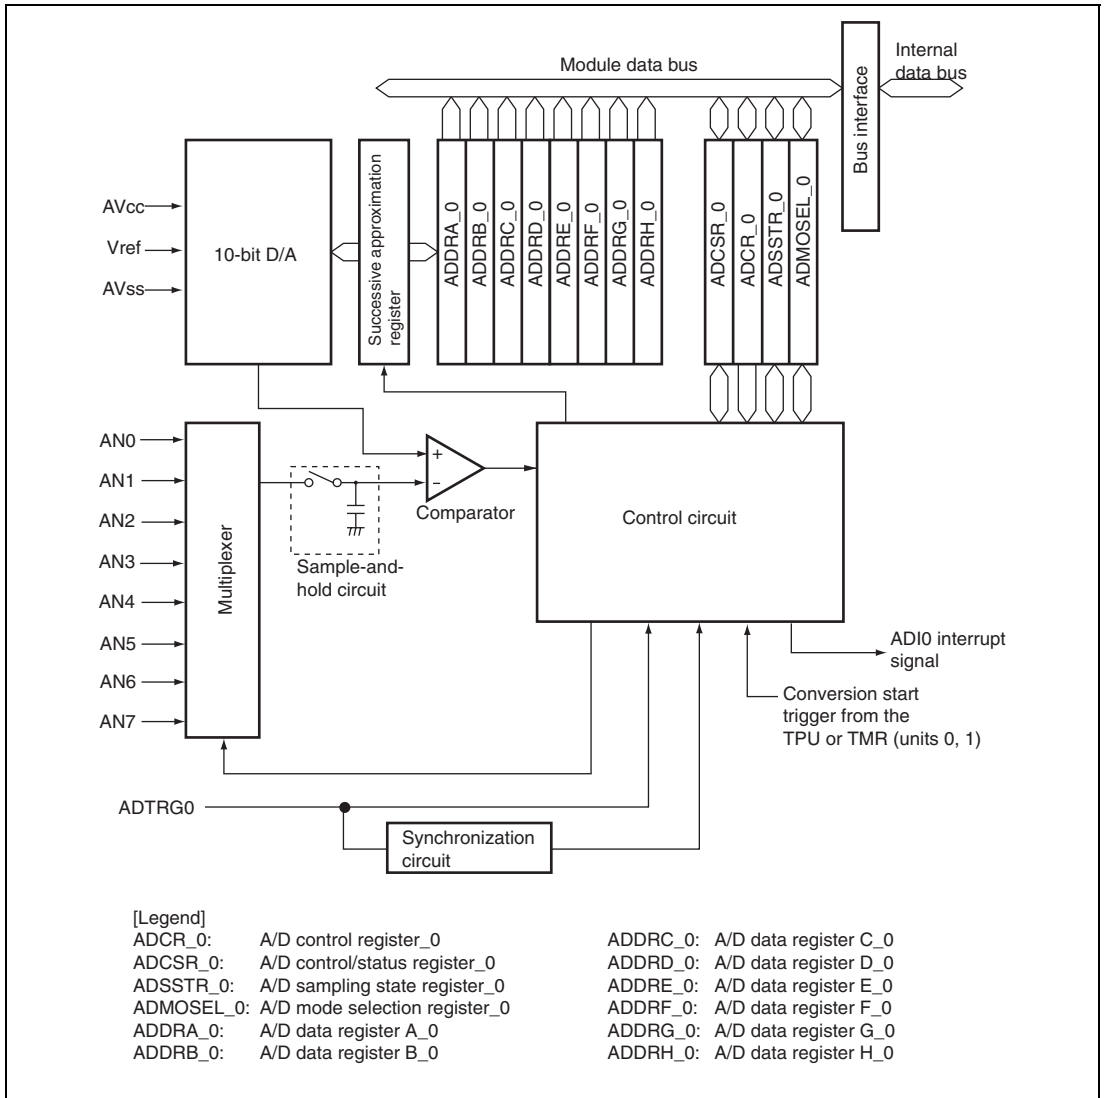 Module data bus
Internal
data bus
Bus interface
AVcc
Vref
AVss
10-bit D/A
Successive approximation
register
ADDRA_0
ADDRB_0
ADDRC_0
ADDRD_0
ADDRE_0
ADDRF_0
ADDRG_0
ADDRH_0
ADCSR_0
ADCR_0
ADSSTR_0
ADMOSEL_0
AN0
AN1
AN2
AN3
AN4
AN5
AN6
AN7
Multiplexer
+
−
Comparator
Sample-and-
hold circuit
Control circuit
ADI0 interrupt
signal
Conversion start
trigger from the
TPU or TMR (units 0, 1)
ADTRG0
Synchronization
circuit
[Legend]
ADCR_0: A/D control register_0
ADCSR_0: A/D control/status register_0
ADSSTR_0: A/D sampling state register_0
ADMOSEL_0: A/D mode selection register_0
ADDRA_0: A/D data register A_0
ADDRB_0: A/D data register B_0
ADDRC_0: A/D data register C_0
ADDRD_0: A/D data register D_0
ADDRE_0: A/D data register E_0
ADDRF_0: A/D data register F_0
ADDRG_0: A/D data register G_0
ADDRH_0: A/D data register H_0